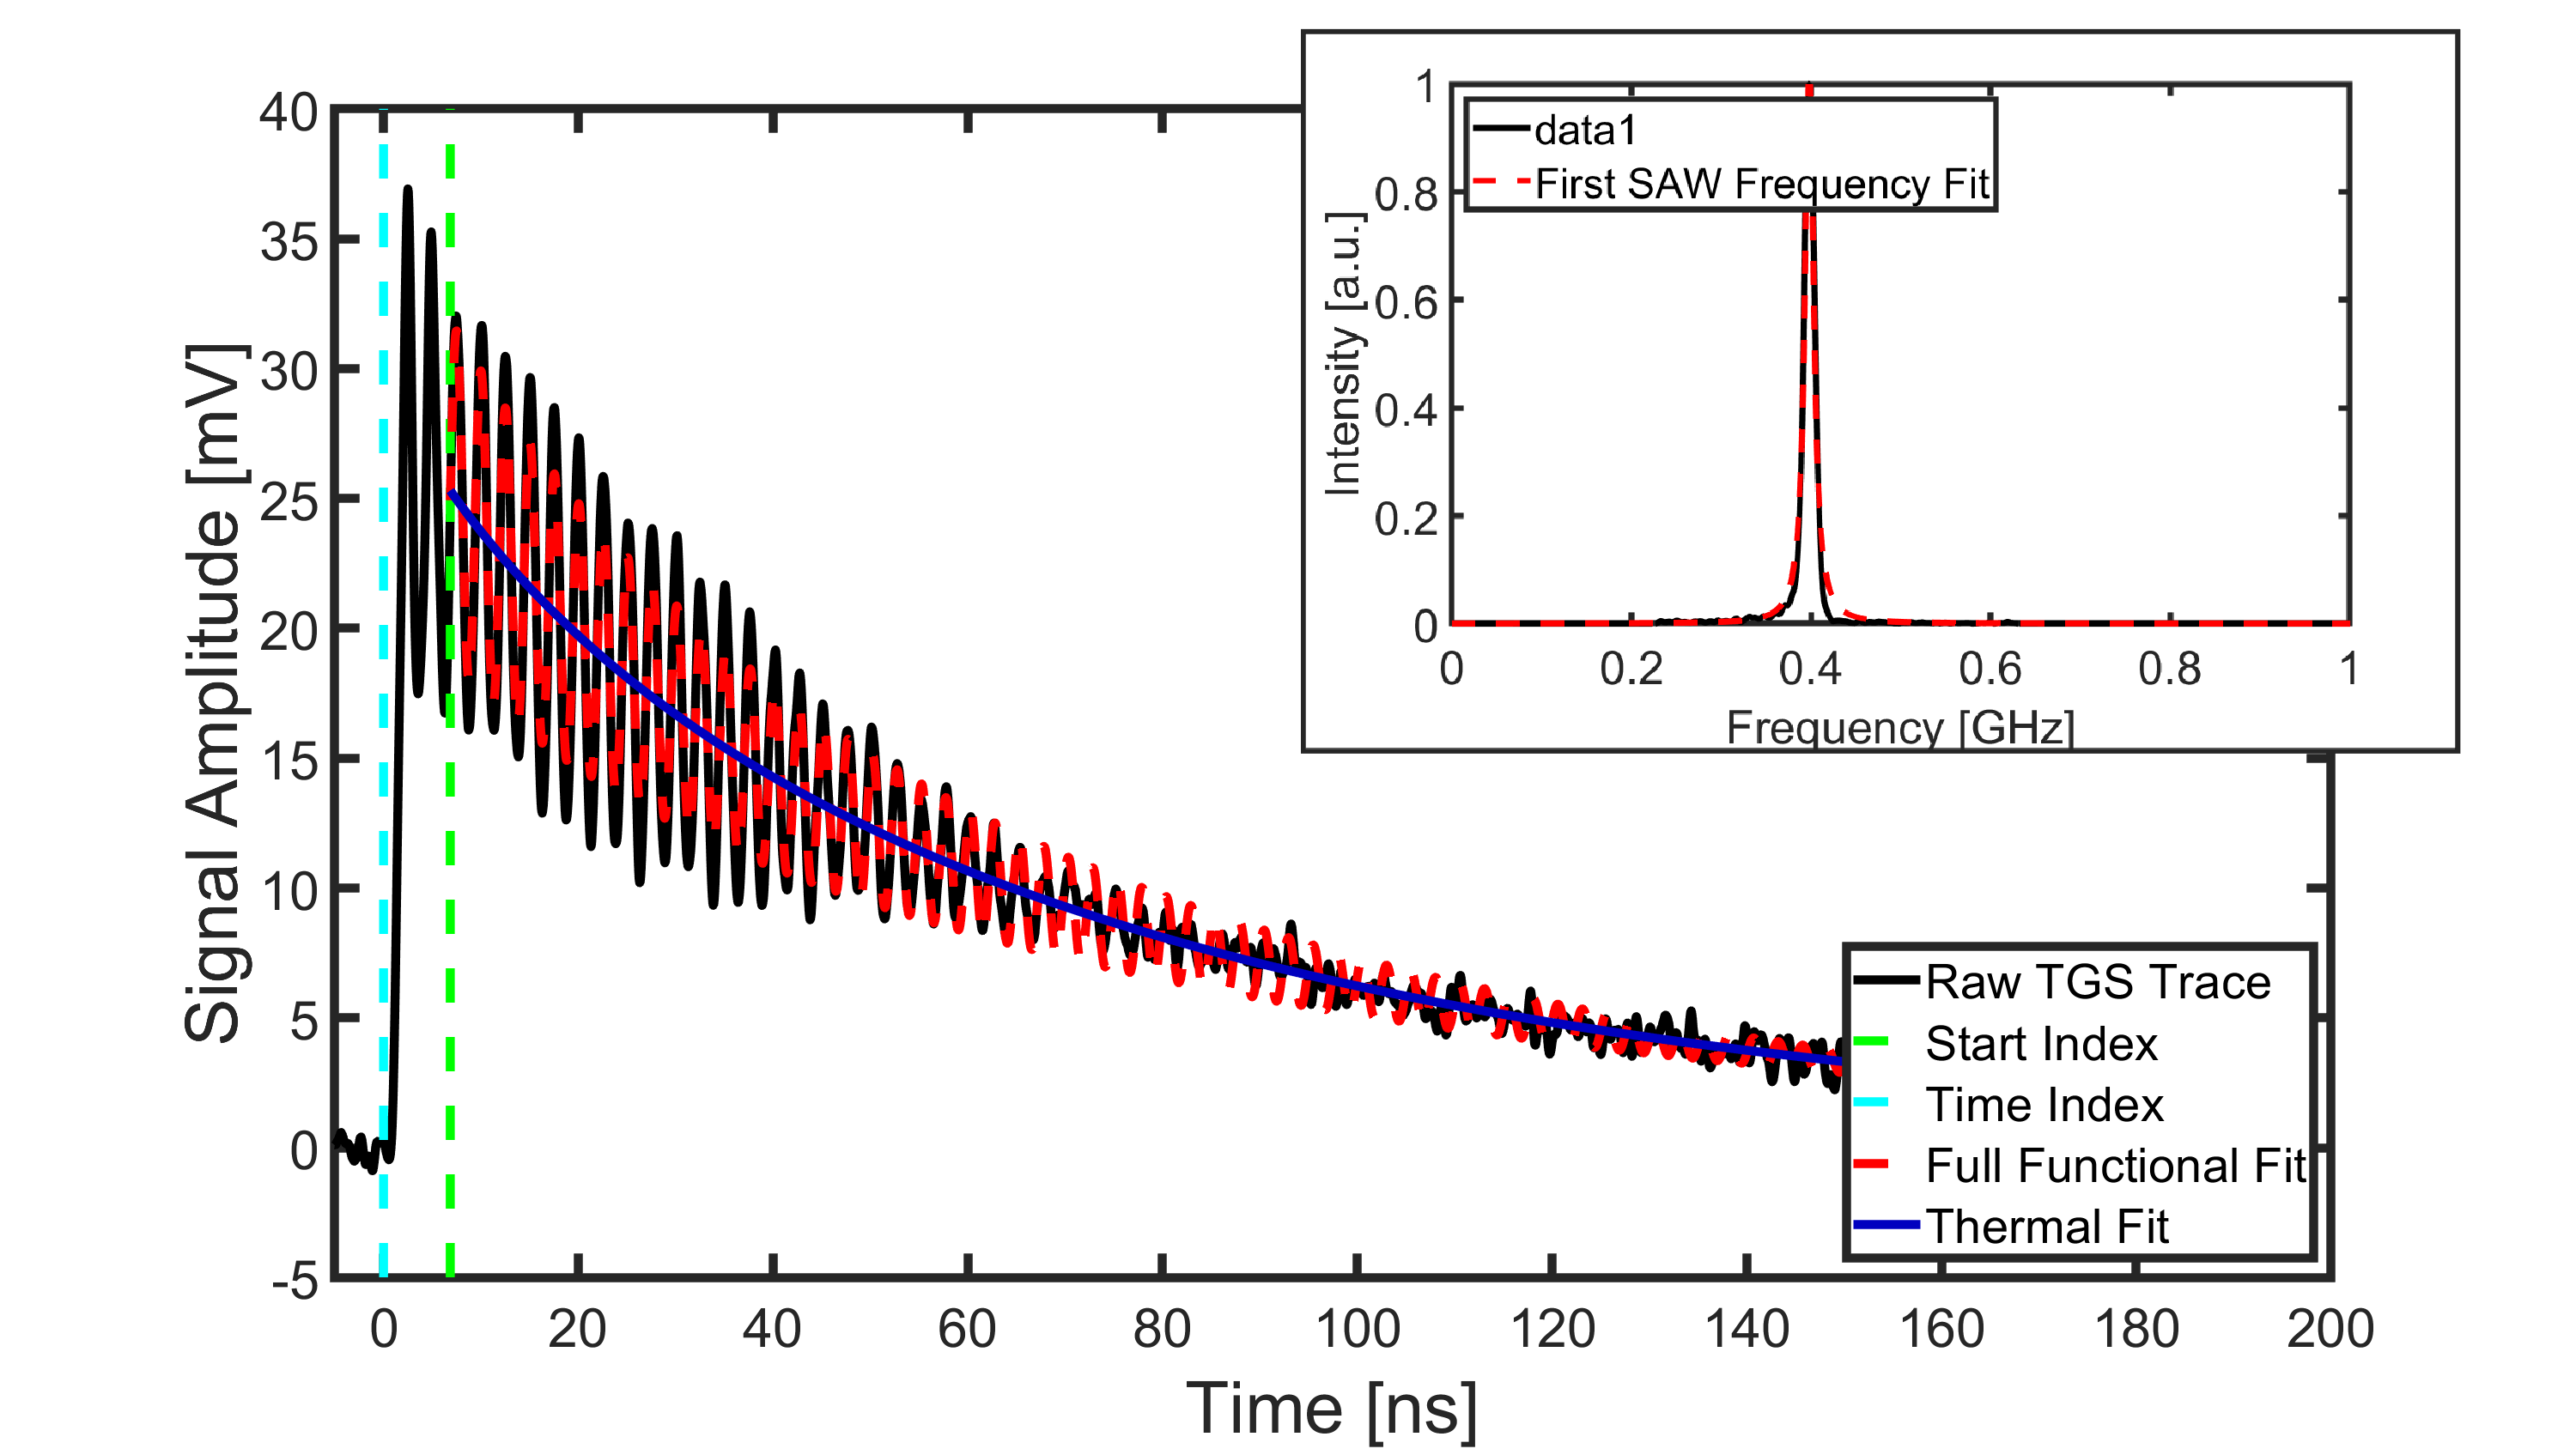 40
35
30
25
20
15
10
5
0
-5
Signal Amplitude [mV]
0 20 40 60 80 100 120 140 160 180 200
Time [ns]
1
0.8
0.6
0.4
0.2
0
Intensity [a.u.]
data1
First SAW Frequency Fit
0 0.2 0.4 0.6 0.8 1
Frequency [GHz]
Raw TGS Trace
Start Index
Time Index
Full Functional Fit
Thermal Fit